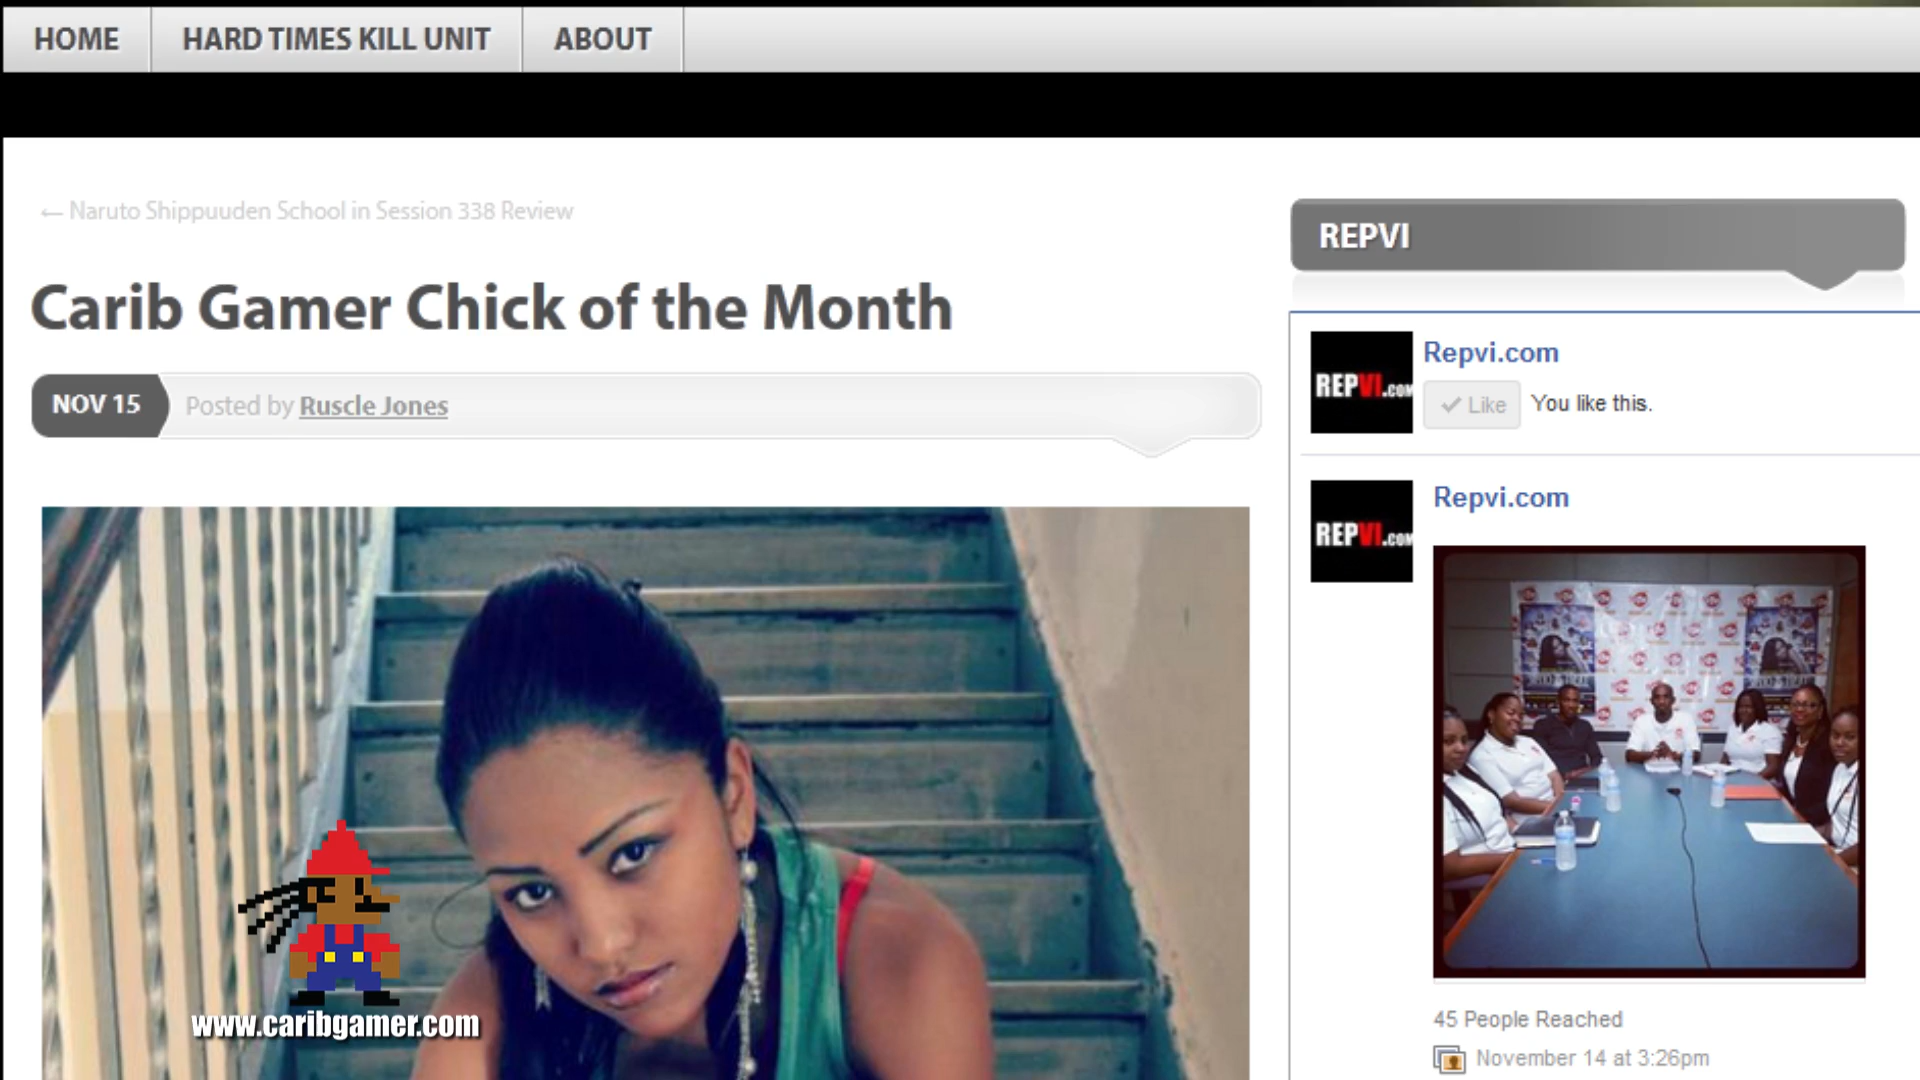 HOME
HARD TIMES KILL UNIT
ABOUT
← Naruto Shippuuden School in Session 338 Review
Carib Gamer Chick of the Month
NOV 15
Posted by Ruscle Jones
www.caribgamer.com
REPVI
REPVI.COM
Repvi.com
Like
You like this.
REPVI.COM
Repvi.com
45 People Reached
November 14 at 3:26pm